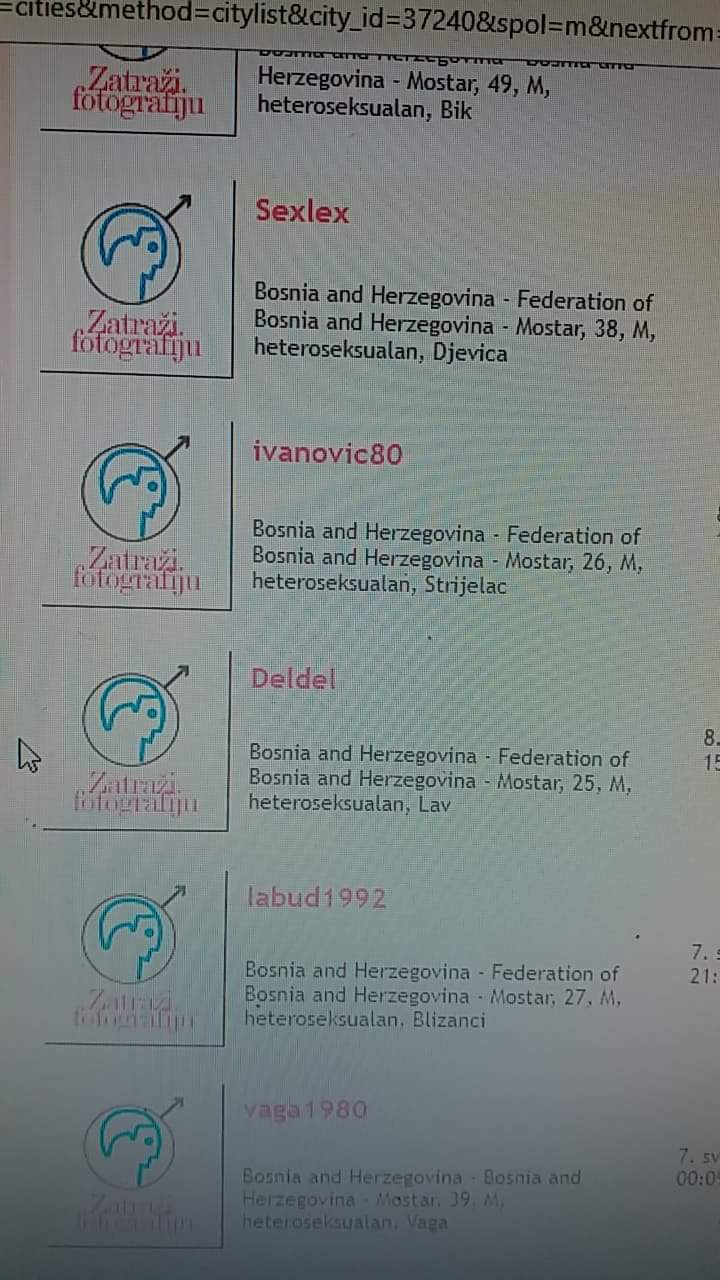 =cities&method=citylist&city_id=37240&spol=m&nextfrom=
Zatraži.
fotografiju
Bosnia and Herzegovina - Bosnia and
Herzegovina - Mostar, 49, M,
heteroseksualan, Bik
Sexlex
Zatraži.
fotografiju
Bosnia and Herzegovina - Federation of
Bosnia and Herzegovina - Mostar, 38, M,
heteroseksualan, Djevica
ivanovic80
Zatraži.
fotografiju
Bosnia and Herzegovina - Federation of
Bosnia and Herzegovina - Mostar, 26, M,
heteroseksualan, Strijelac
Deldel
Zatraži.
fotografiju
Bosnia and Herzegovina - Federation of
Bosnia and Herzegovina - Mostar, 25, M,
heteroseksualan, Lav
8.
15
labud1992
Zatraži.
fotografiju
Bosnia and Herzegovina - Federation of
Bosnia and Herzegovina - Mostar, 27, M,
heteroseksualan, Blizanci
7. s
21:
vaga1980
Zatraži.
fotografiju
Bosnia and Herzegovina - Bosnia and
Herzegovina - Mostar, 39, M,
heteroseksualan, Vaga
7. sv
00:0